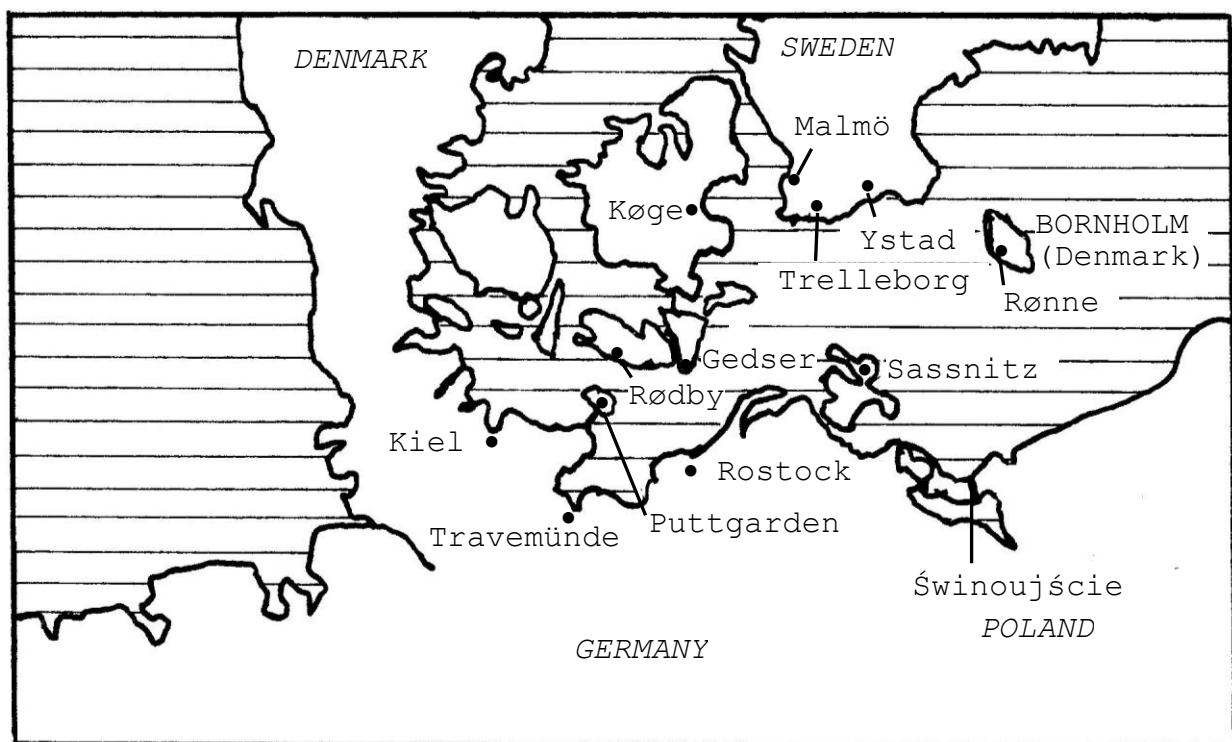 DENMARK
SWEDEN
Malmö
Køge
Ystad
BORNHOLM
(Denmark)
Trelleborg
Rønne
Gedser
Sassnitz
Rødby
Kiel
Rostock
Puttgarden
Travemünde
Świnoujście
POLAND
GERMANY